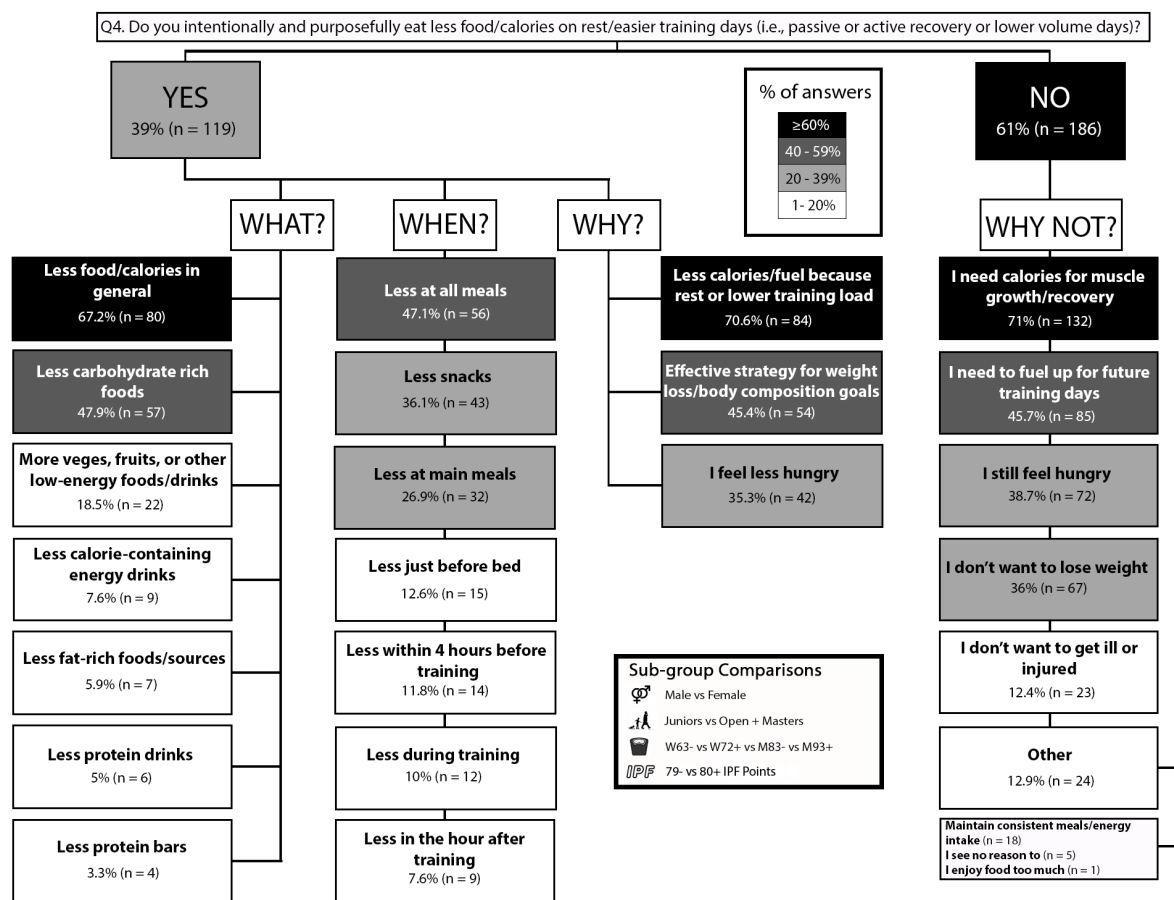 Q4. Do you intentionally and purposefully eat less food/calories on rest/easier training days (i.e., passive or active recovery or lower volume days)?
YES
39% (n = 119)
% of answers
≥60%
40 - 59%
20 - 39%
1- 20%
NO
61% (n = 186)
WHAT?
WHEN?
WHY?
WHY NOT?
Less food/calories in
general
67.2% (n = 80)
Less carbohydrate rich
foods
47.9% (n = 57)
More veges, fruits, or other
low-energy foods/drinks
18.5% (n = 22)
Less calorie-containing
energy drinks
7.6% (n = 9)
Less fat-rich foods/sources
5.9% (n = 7)
Less protein drinks
5% (n = 6)
Less protein bars
3.3% (n = 4)
Less at all meals
47.1% (n = 56)
Less snacks
36.1% (n = 43)
Less at main meals
26.9% (n = 32)
Less just before bed
12.6% (n = 15)
Less within 4 hours before
training
11.8% (n = 14)
Less during training
10% (n = 12)
Less in the hour after
training
7.6% (n = 9)
Less calories/fuel because
rest or lower training load
70.6% (n = 84)
Effective strategy for weight
loss/body composition goals
45.4% (n = 54)
I feel less hungry
35.3% (n = 42)
Sub-group Comparisons
Male vs Female
Juniors vs Open + Masters
W63- vs W72+ vs M83- vs M93+
IPF 79- vs 80+ IPF Points
I need calories for muscle
growth/recovery
71% (n = 132)
I need to fuel up for future
training days
45.7% (n = 85)
I still feel hungry
38.7% (n = 72)
I don't want to lose weight
36% (n = 67)
I don't want to get ill or
injured
12.4% (n = 23)
Other
12.9% (n = 24)
Maintain consistent meals/energy
intake (n = 18)
I see no reason to (n = 5)
I enjoy food too much (n = 1)